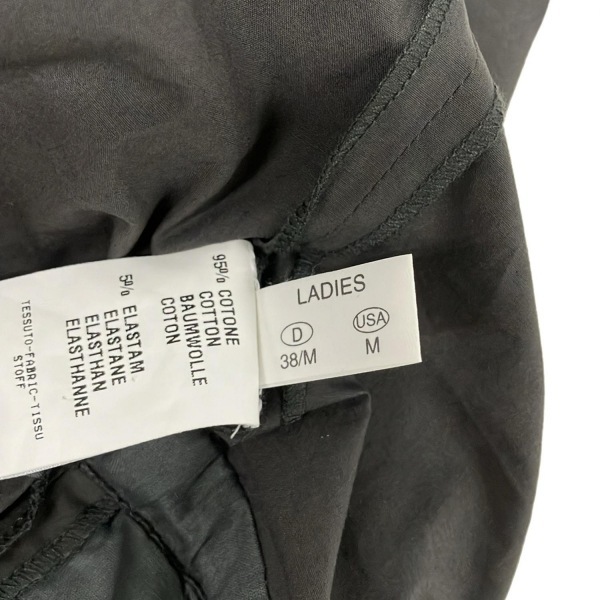 95% COTONE
COTTON
BAUMWOLLE
COTON
5% ELASTAM
ELASTANE
ELASTHAN
ELASTHANNE
TESSUTO-FABRIC-TISSU
STOFF
LADIES
D
38/M
USA
M